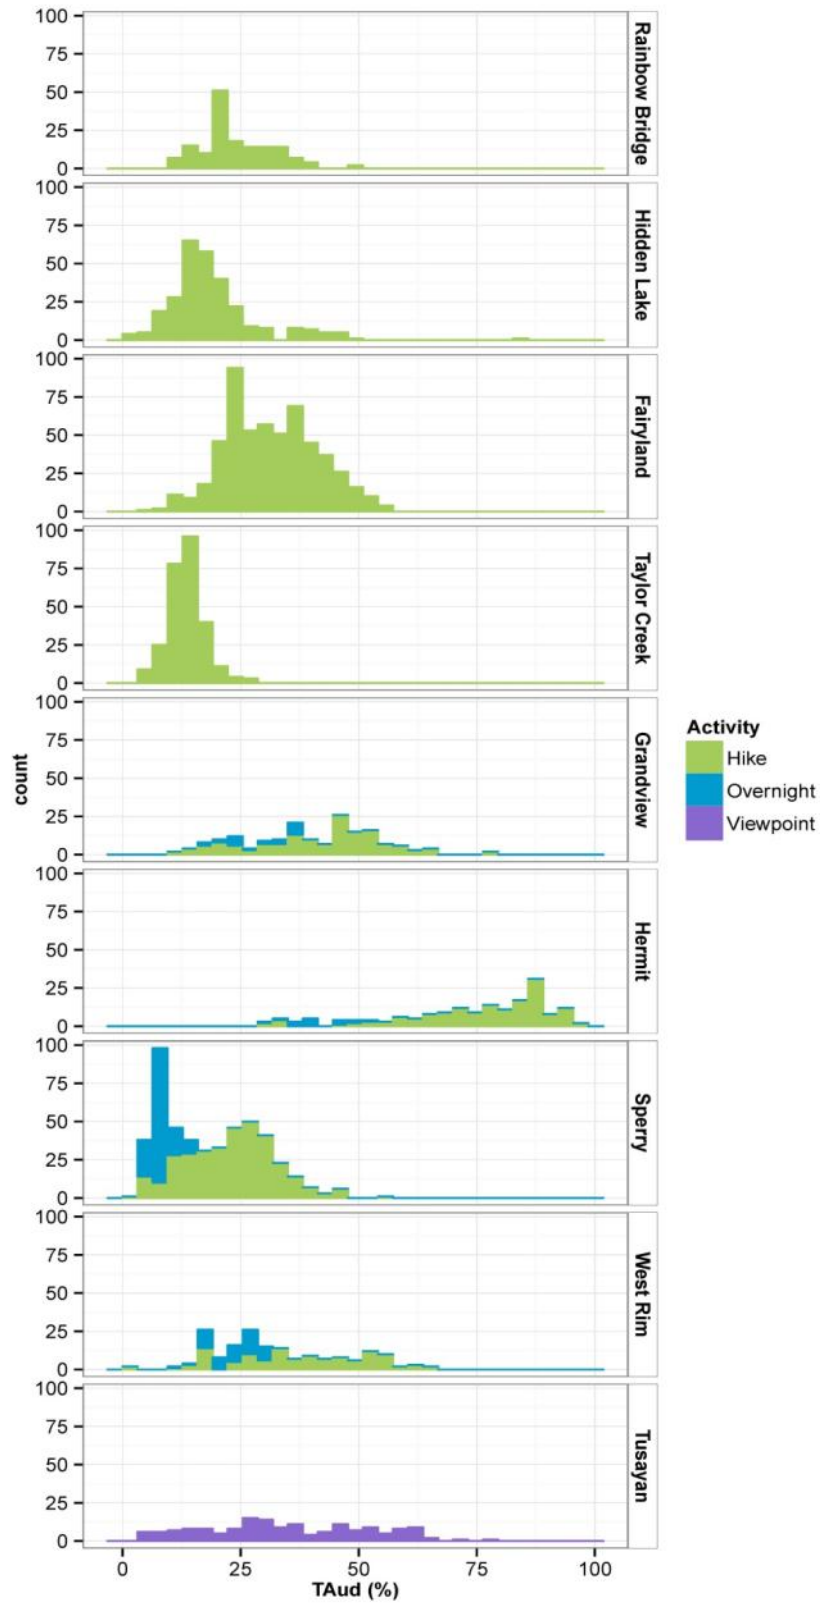 100
75
50
25
0
Rainbow Bridge
100
75
50
25
0
Hidden Lake
100
75
50
25
0
Fairyland
100
75
50
25
0
Taylor Creek
100
75
50
25
0
Grandview
100
75
50
25
0
Hermit
100
75
50
25
0
Sperry
100
75
50
25
0
West Rim
100
75
50
25
0
Tusayan
0 25 50 75 100
TAud (%)
count
Activity
Hike
Overnight
Viewpoint